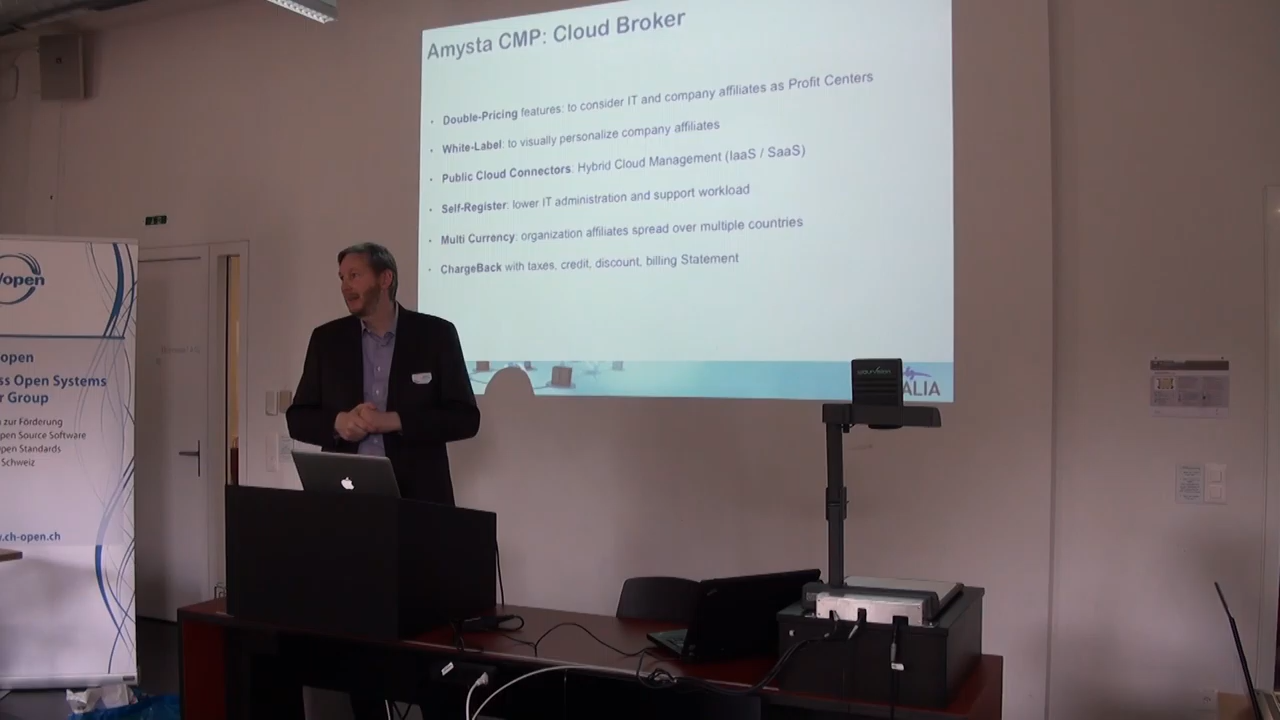 Amysta CMP: Cloud Broker
• Double-Pricing features: to consider IT and company affiliates as Profit Centers
• White-Label: to visually personalize company affiliates
• Public Cloud Connectors: Hybrid Cloud Management (IaaS / SaaS)
• Self-Register: lower IT administration and support workload
• Multi Currency: organization affiliates spread over multiple countries
• ChargeBack with taxes, credit, discount, billing Statement
ALIA
/open
open
ss Open Systems
r Group
zur Förderung
pen Source Software
pen Standards
Schweiz
.ch-open.ch